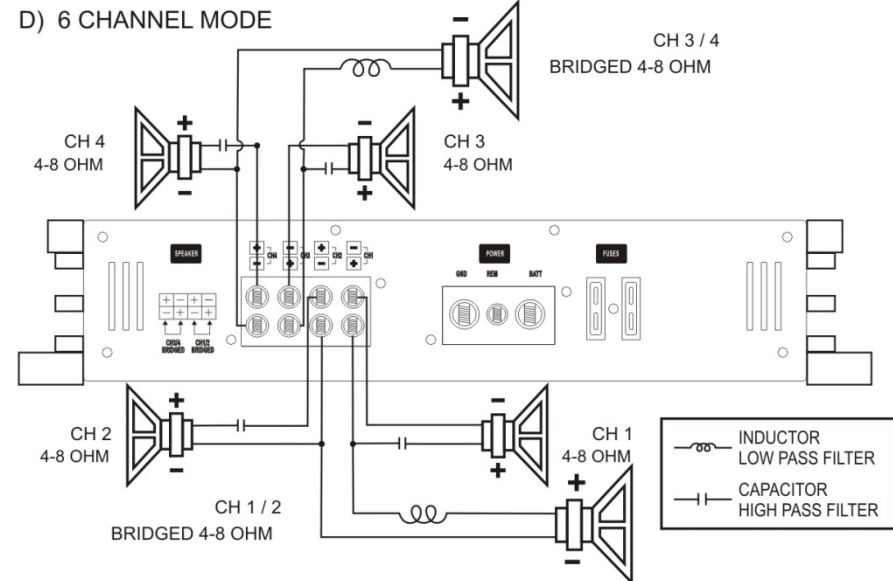 D) 6 CHANNEL MODE
−
CH 3 / 4
BRIDGED 4-8 OHM
+
CH 4
4-8 OHM
+
−
−
+
CH 3
4-8 OHM
SPEAKER
+ − + −
CH4 CH3 CH2 CH1
− + − +
POWER
FUSES
GND REM BATT
+ − + −
− + − +
CH3/4 CH1/2
BRIDGED BRIDGED
CH 2
4-8 OHM
+
−
−
+
CH 1
4-8 OHM
CH 1 / 2
BRIDGED 4-8 OHM
+
−
INDUCTOR
LOW PASS FILTER
CAPACITOR
HIGH PASS FILTER